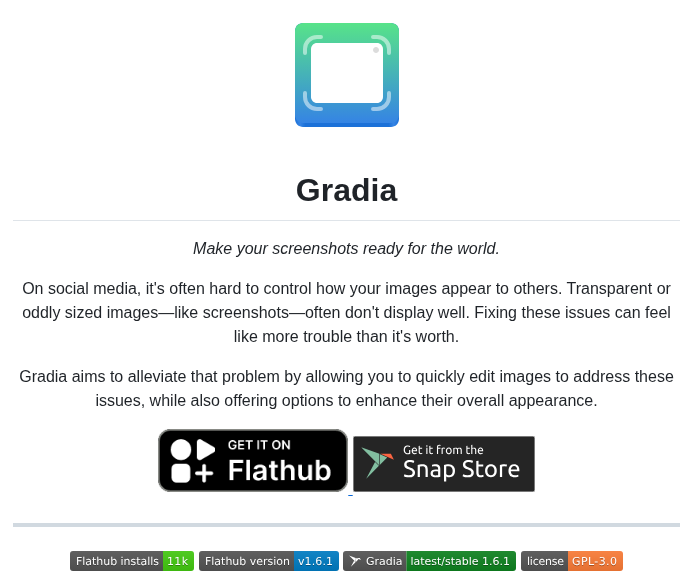 Gradia
Make your screenshots ready for the world.
On social media, it's often hard to control how your images appear to others. Transparent or
oddly sized images—like screenshots—often don't display well. Fixing these issues can feel
like more trouble than it's worth.
Gradia aims to alleviate that problem by allowing you to quickly edit images to address these
issues, while also offering options to enhance their overall appearance.
GET IT ON
Flathub
Get it from the
Snap Store
Flathub installs 11k
Flathub version v1.6.1
Gradia latest/stable 1.6.1
license GPL-3.0